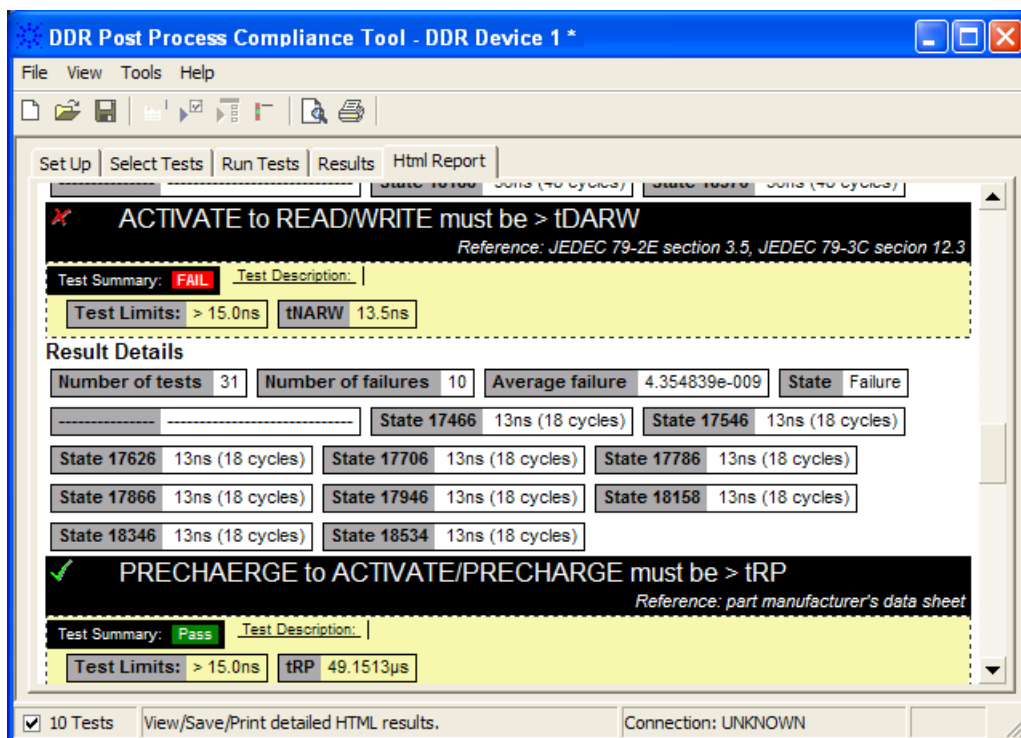 DDR Post Process Compliance Tool - DDR Device 1 *
File View Tools Help
Set Up Select Tests Run Tests Results Html Report
ACTIVATE to READ/WRITE must be > tDARW
Reference: JEDEC 79-2E section 3.5, JEDEC 79-3C secion 12.3
Test Summary: FAIL Test Description:
Test Limits: > 15.0ns tNARW 13.5ns
Result Details
Number of tests 31 Number of failures 10 Average failure 4.354839e-009 State Failure
--------------- ----------------------------- State 17466 13ns (18 cycles) State 17546 13ns (18 cycles)
State 17626 13ns (18 cycles) State 17706 13ns (18 cycles) State 17786 13ns (18 cycles)
State 17866 13ns (18 cycles) State 17946 13ns (18 cycles) State 18158 13ns (18 cycles)
State 18346 13ns (18 cycles) State 18534 13ns (18 cycles)
PRECHAERGE to ACTIVATE/PRECHARGE must be > tRP
Reference: part manufacturer's data sheet
Test Summary: Pass Test Description:
Test Limits: > 15.0ns tRP 49.1513µs
10 Tests View/Save/Print detailed HTML results. Connection: UNKNOWN